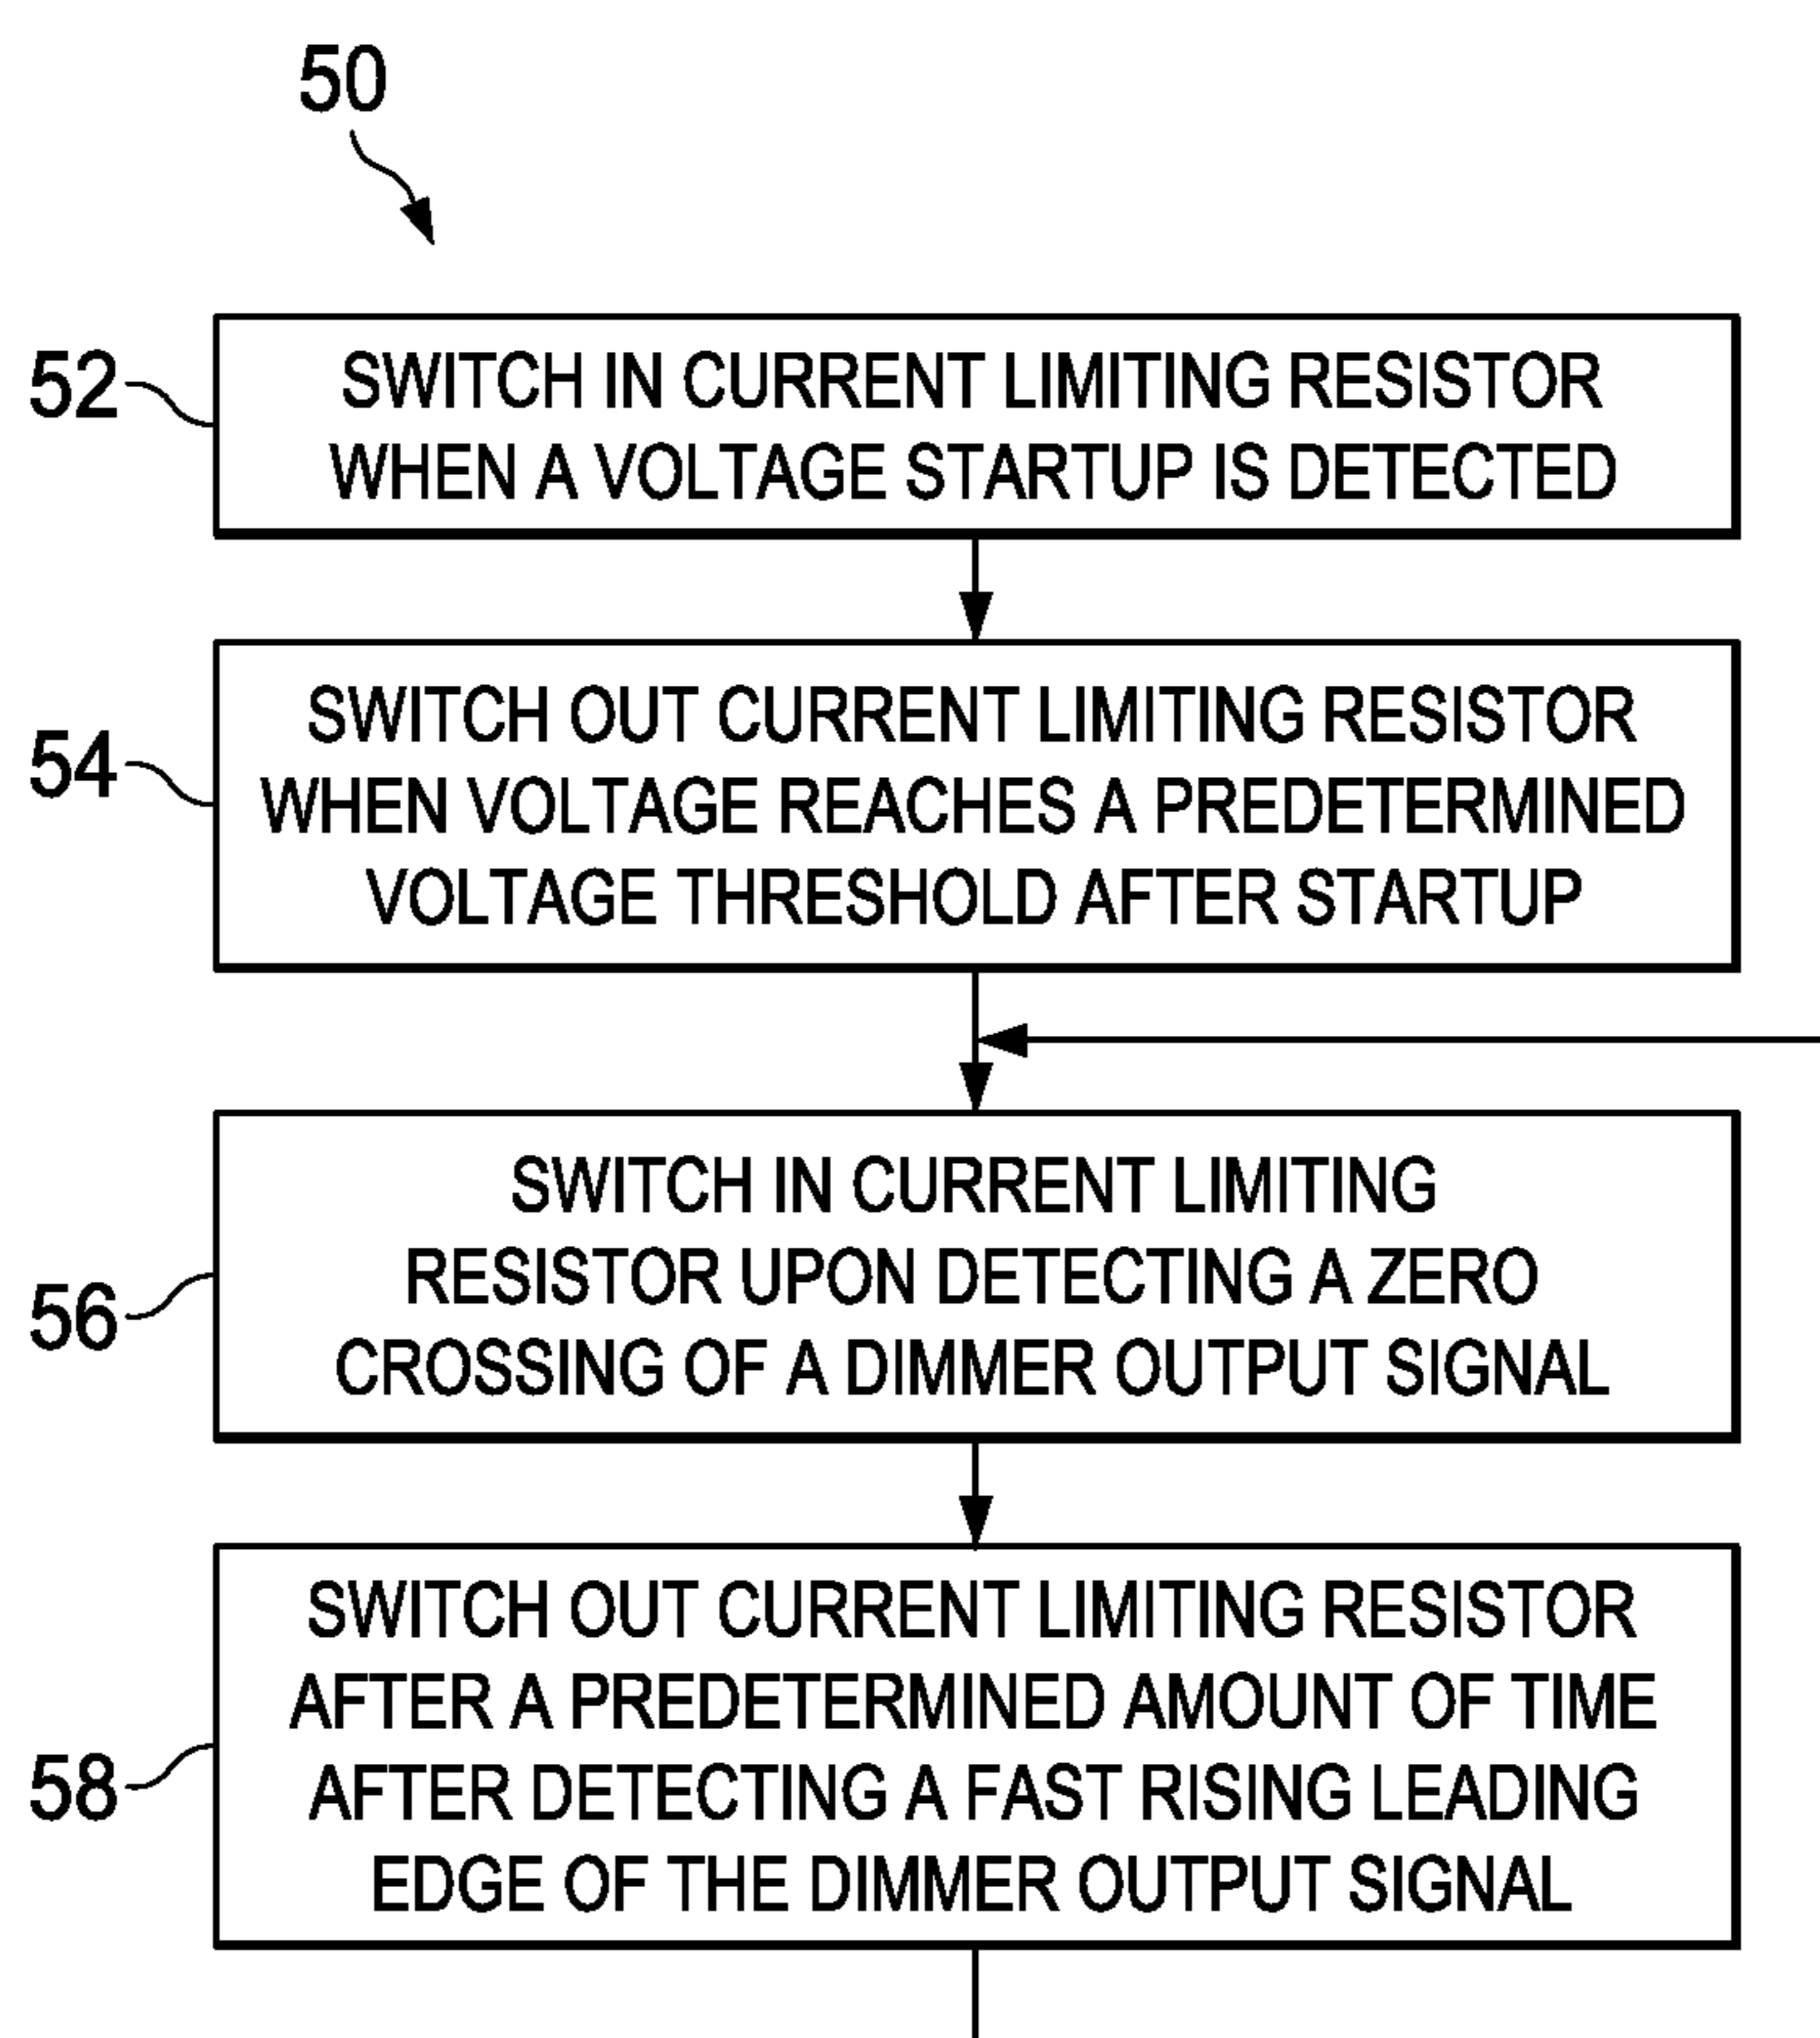 50
52
SWITCH IN CURRENT LIMITING RESISTOR
WHEN A VOLTAGE STARTUP IS DETECTED
54
SWITCH OUT CURRENT LIMITING RESISTOR
WHEN VOLTAGE REACHES A PREDETERMINED
VOLTAGE THRESHOLD AFTER STARTUP
56
SWITCH IN CURRENT LIMITING
RESISTOR UPON DETECTING A ZERO
CROSSING OF A DIMMER OUTPUT SIGNAL
58
SWITCH OUT CURRENT LIMITING RESISTOR
AFTER A PREDETERMINED AMOUNT OF TIME
AFTER DETECTING A FAST RISING LEADING
EDGE OF THE DIMMER OUTPUT SIGNAL